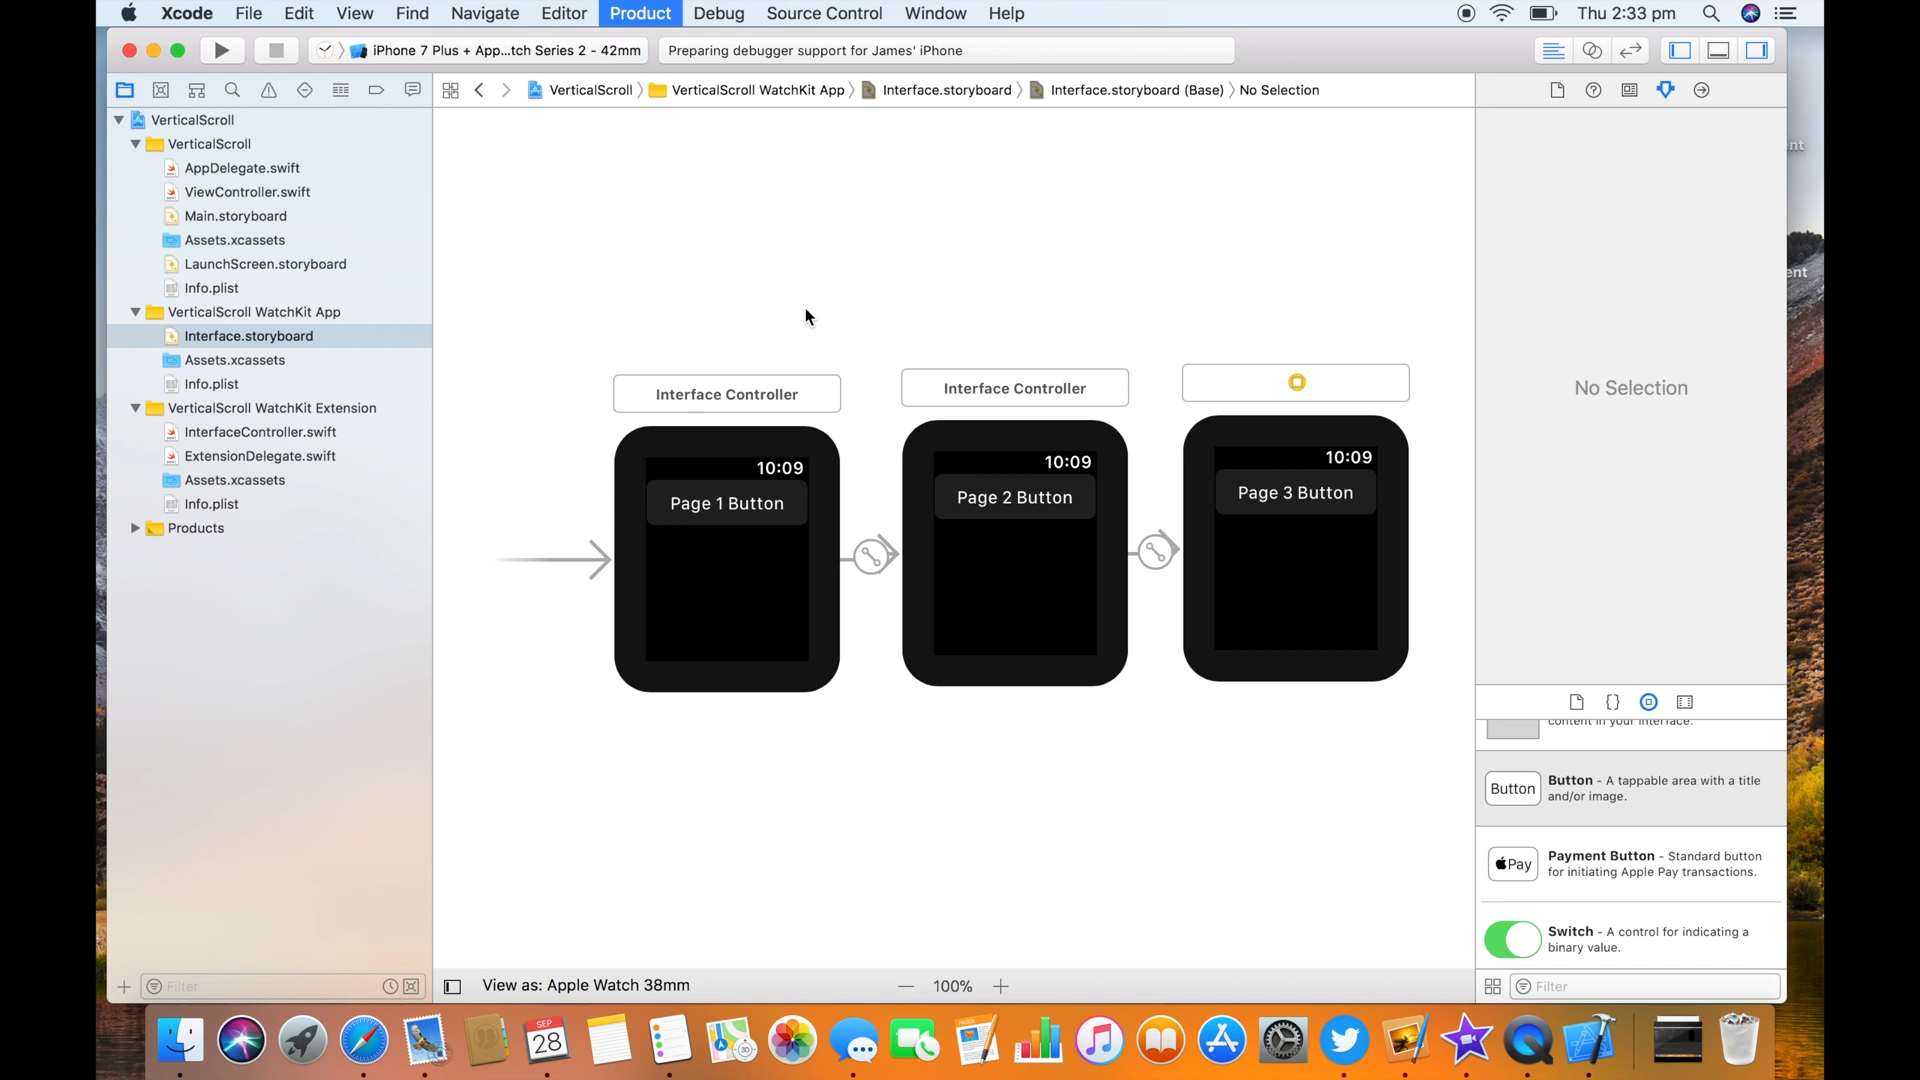 Xcode File Edit View Find Navigate Editor Product Debug Source Control Window Help Thu 2:33 pm
iPhone 7 Plus + App...tch Series 2 - 42mm Preparing debugger support for James' iPhone
VerticalScroll VerticalScroll WatchKit App Interface.storyboard Interface.storyboard (Base) No Selection
VerticalScroll
VerticalScroll
AppDelegate.swift
ViewController.swift
Main.storyboard
Assets.xcassets
LaunchScreen.storyboard
Info.plist
VerticalScroll WatchKit App
Interface.storyboard
Assets.xcassets
Info.plist
VerticalScroll WatchKit Extension
InterfaceController.swift
ExtensionDelegate.swift
Assets.xcassets
Info.plist
Products
Filter
Interface Controller
10:09
Page 1 Button
Interface Controller
10:09
Page 2 Button
10:09
Page 3 Button
View as: Apple Watch 38mm
100%
nt
ent
No Selection
{}
content in your interface.
Button
Button - A tappable area with a title
and/or image.
Pay
Payment Button - Standard button
for initiating Apple Pay transactions.
Switch - A control for indicating a
binary value.
Filter
SEP
28
3D